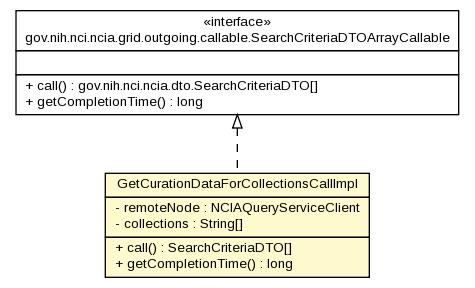 «interface»
gov.nih.nci.ncia.grid.outgoing.callable.SearchCriteriaDTOArrayCallable
+ call() : gov.nih.nci.ncia.dto.SearchCriteriaDTO[]
+ getCompletionTime() : long
GetCurationDataForCollectionsCallImpl
- remoteNode : NCIAQueryServiceClient
- collections : String[]
+ call() : SearchCriteriaDTO[]
+ getCompletionTime() : long